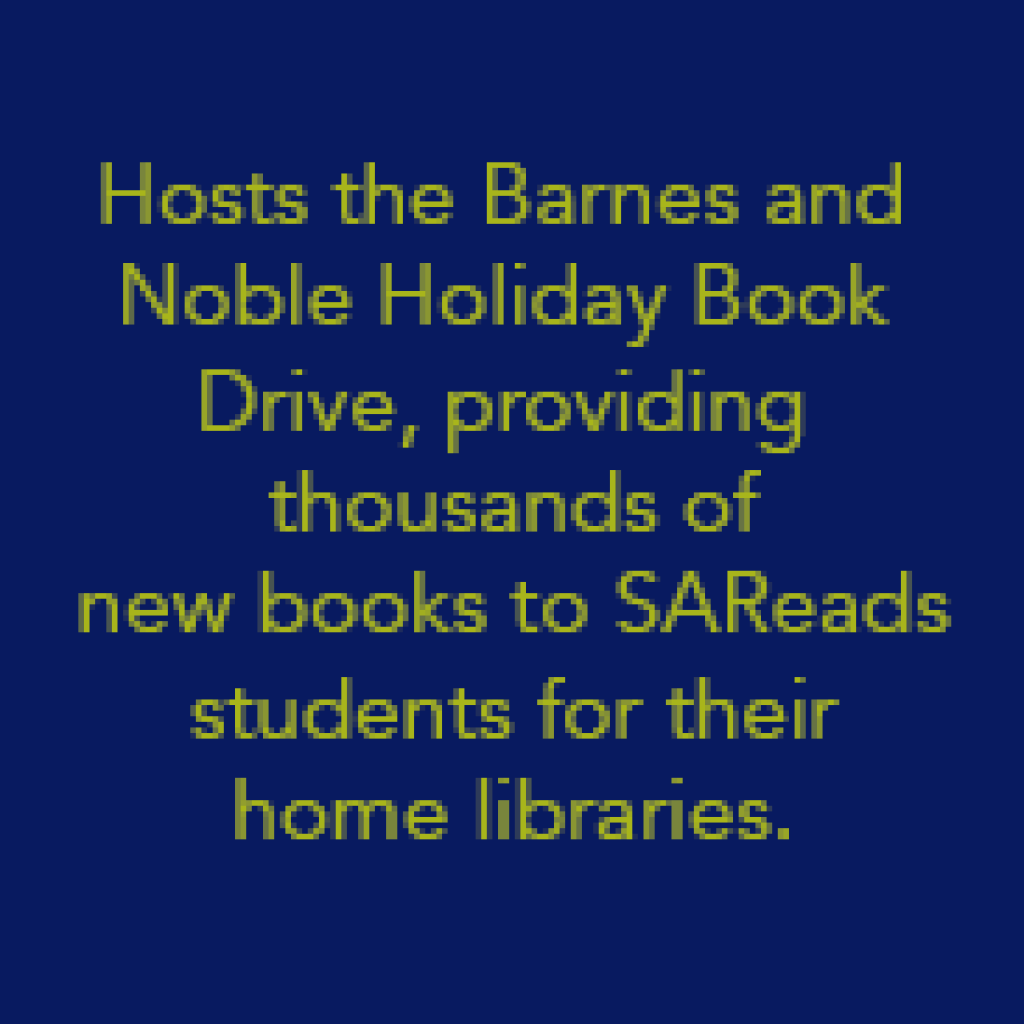 Hosts the Barnes and
Noble Holiday Book
Drive, providing
thousands of
new books to SAReads
students for their
home libraries.